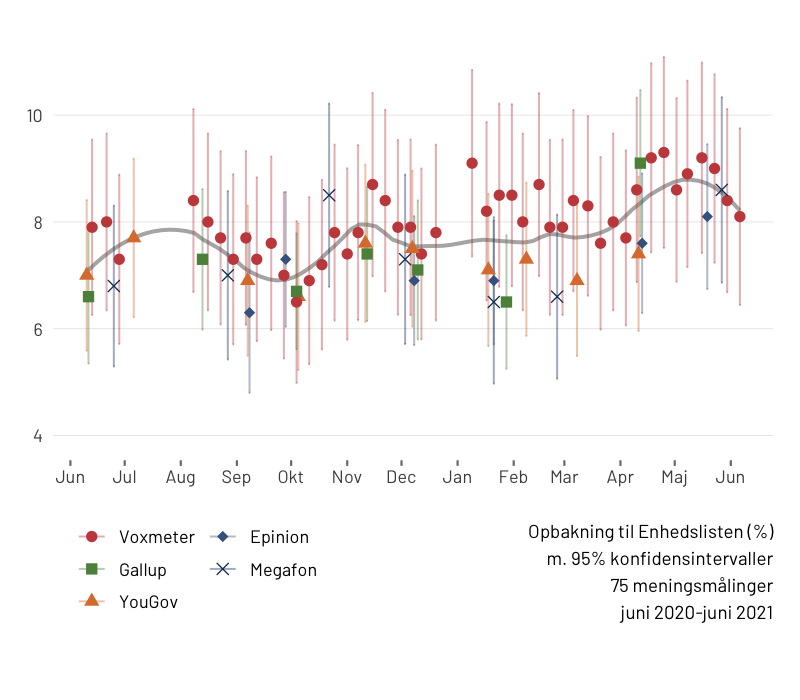 10
8
6
4
Jun Jul Aug Sep Okt Nov Dec Jan Feb Mar Apr Maj Jun
Voxmeter Epinion
Gallup Megafon
YouGov
Opbakning til Enhedslisten (%)
m. 95% konfidensintervaller
75 meningsmålinger
juni 2020-juni 2021